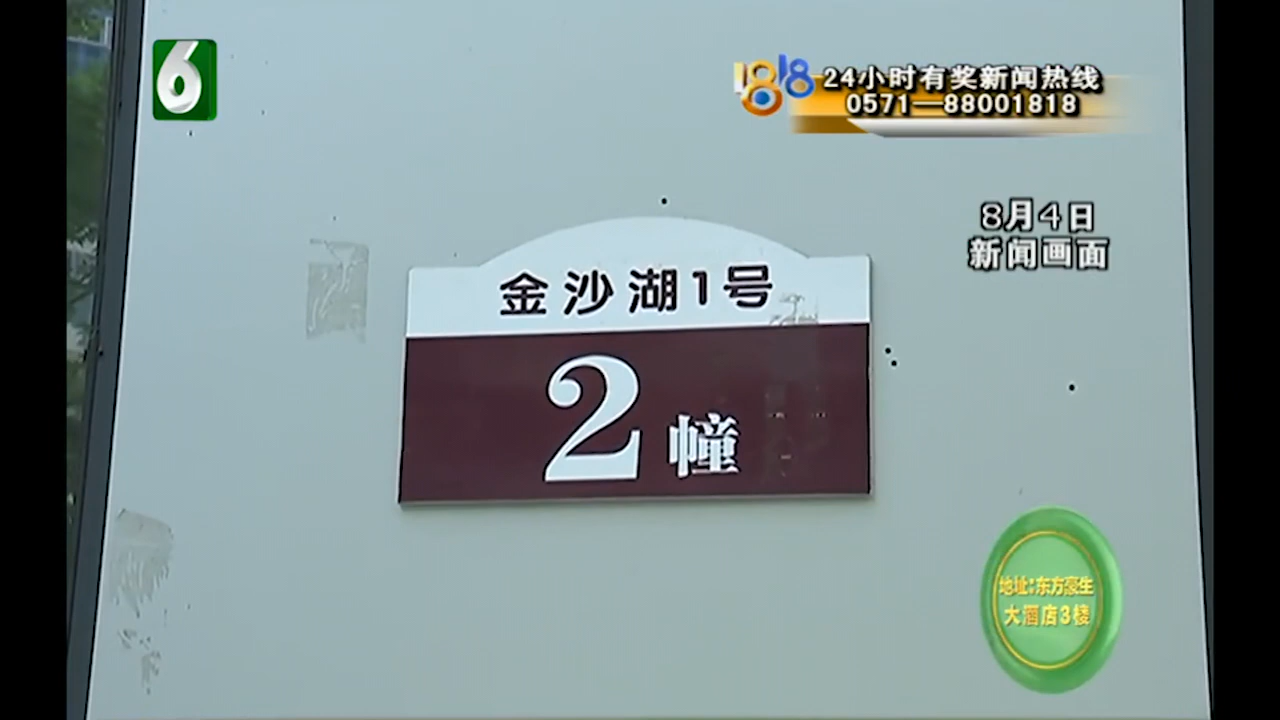 6
1818
24小时有奖新闻热线
0571—88001818
8月4日
新闻画面
金沙湖1号
2幢
地址:东方豪生
大酒店3楼